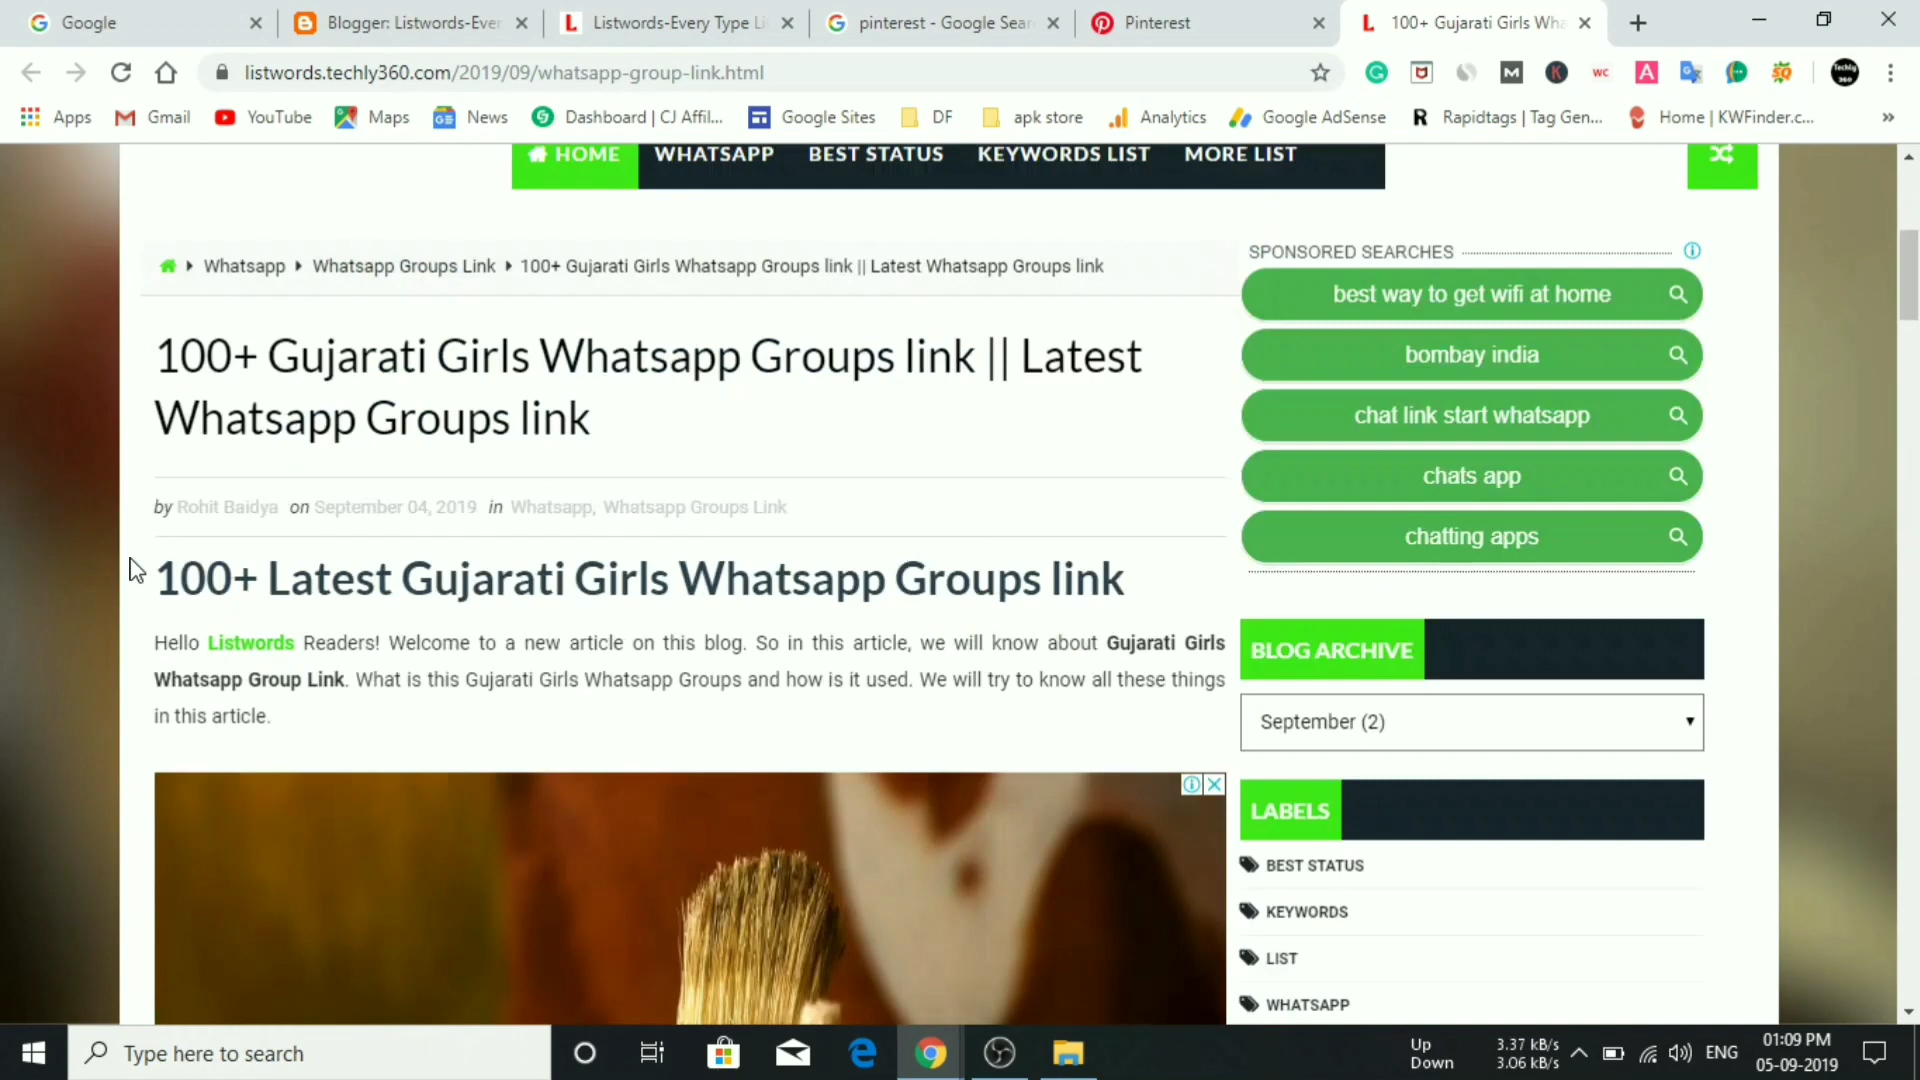 Google
Blogger: Listwords-Ever
Listwords-Every Type Li
pinterest - Google Sear
Pinterest
100+ Gujarati Girls Wha
listwords.techly360.com/2019/09/whatsapp-group-link.html
Apps
Gmail
YouTube
Maps
News
Dashboard | CJ Affil...
Google Sites
DF
apk store
Analytics
Google AdSense
Rapidtags | Tag Gen...
Home | KWFinder.c...
»
HOME
WHATSAPP
BEST STATUS
KEYWORDS LIST
MORE LIST
Whatsapp
Whatsapp Groups Link
100+ Gujarati Girls Whatsapp Groups link || Latest Whatsapp Groups link
100+ Gujarati Girls Whatsapp Groups link || Latest
Whatsapp Groups link
by Rohit Baidya on September 04, 2019 in Whatsapp, Whatsapp Groups Link
100+ Latest Gujarati Girls Whatsapp Groups link
Hello Listwords Readers! Welcome to a new article on this blog. So in this article, we will know about Gujarati Girls
Whatsapp Group Link. What is this Gujarati Girls Whatsapp Groups and how is it used. We will try to know all these things
in this article.
SPONSORED SEARCHES
best way to get wifi at home
bombay india
chat link start whatsapp
chats app
chatting apps
BLOG ARCHIVE
September (2)
LABELS
BEST STATUS
KEYWORDS
LIST
WHATSAPP
Type here to search
Up 3.37 kB/s
Down 3.06 kB/s
ENG
01:09 PM
05-09-2019